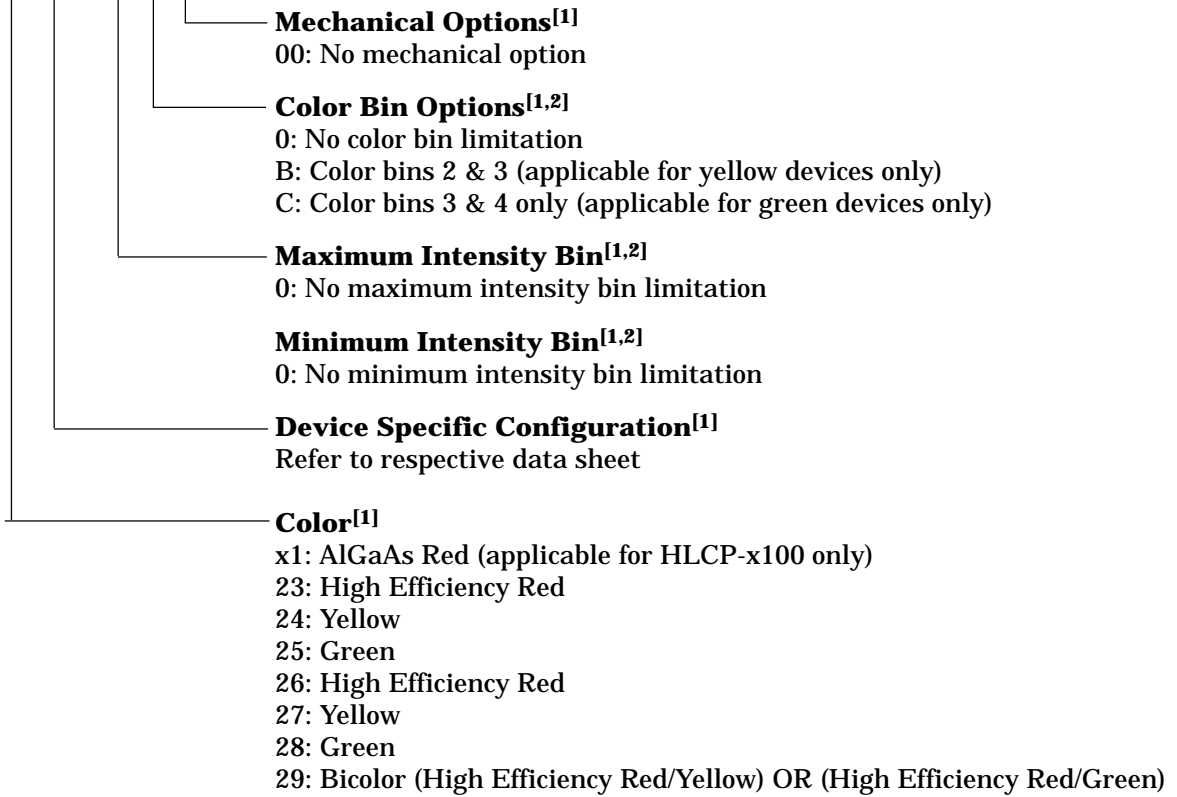 Mechanical Options[1]
00: No mechanical option
Color Bin Options[1,2]
0: No color bin limitation
B: Color bins 2 & 3 (applicable for yellow devices only)
C: Color bins 3 & 4 only (applicable for green devices only)
Maximum Intensity Bin[1,2]
0: No maximum intensity bin limitation
Minimum Intensity Bin[1,2]
0: No minimum intensity bin limitation
Device Specific Configuration[1]
Refer to respective data sheet
Color[1]
x1: AlGaAs Red (applicable for HLCP-x100 only)
23: High Efficiency Red
24: Yellow
25: Green
26: High Efficiency Red
27: Yellow
28: Green
29: Bicolor (High Efficiency Red/Yellow) OR (High Efficiency Red/Green)